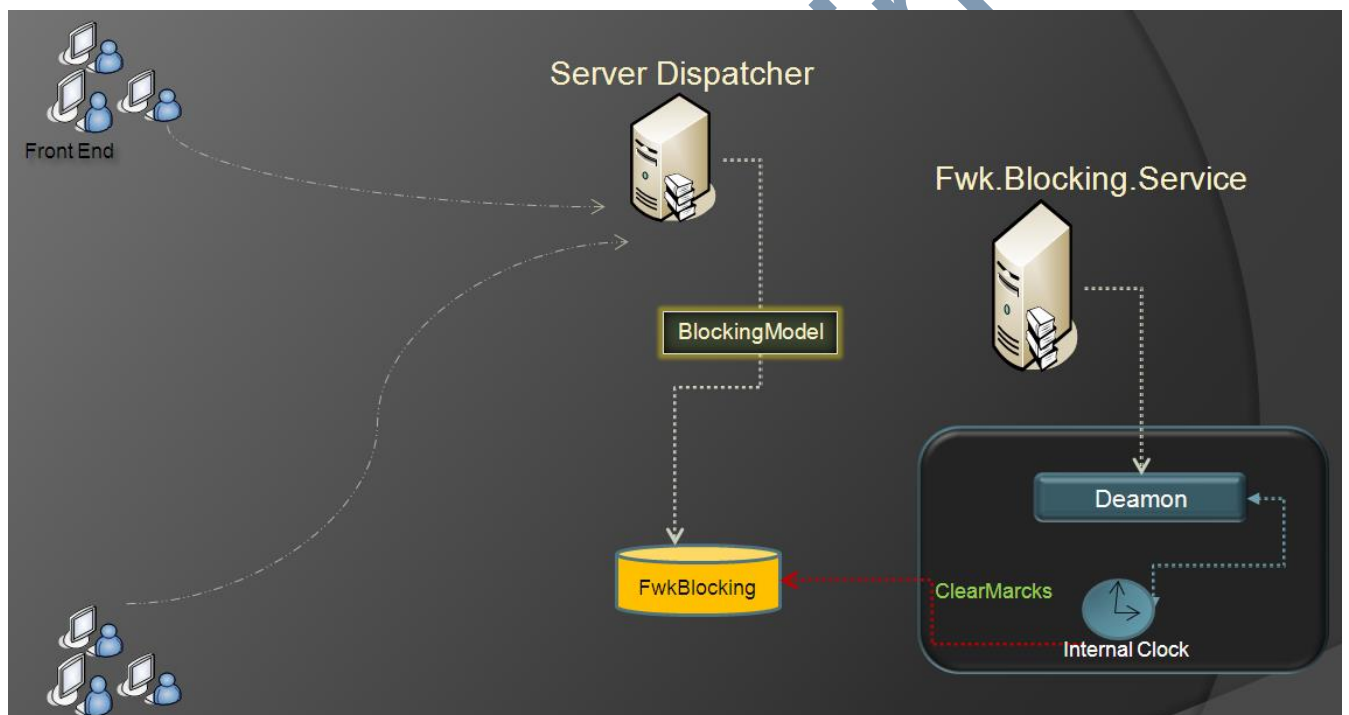 Server Dispatcher
Front End
Fwk.Blocking.Service
BlockingModel
Deamon
FwkBlocking
ClearMarcks
Internal Clock